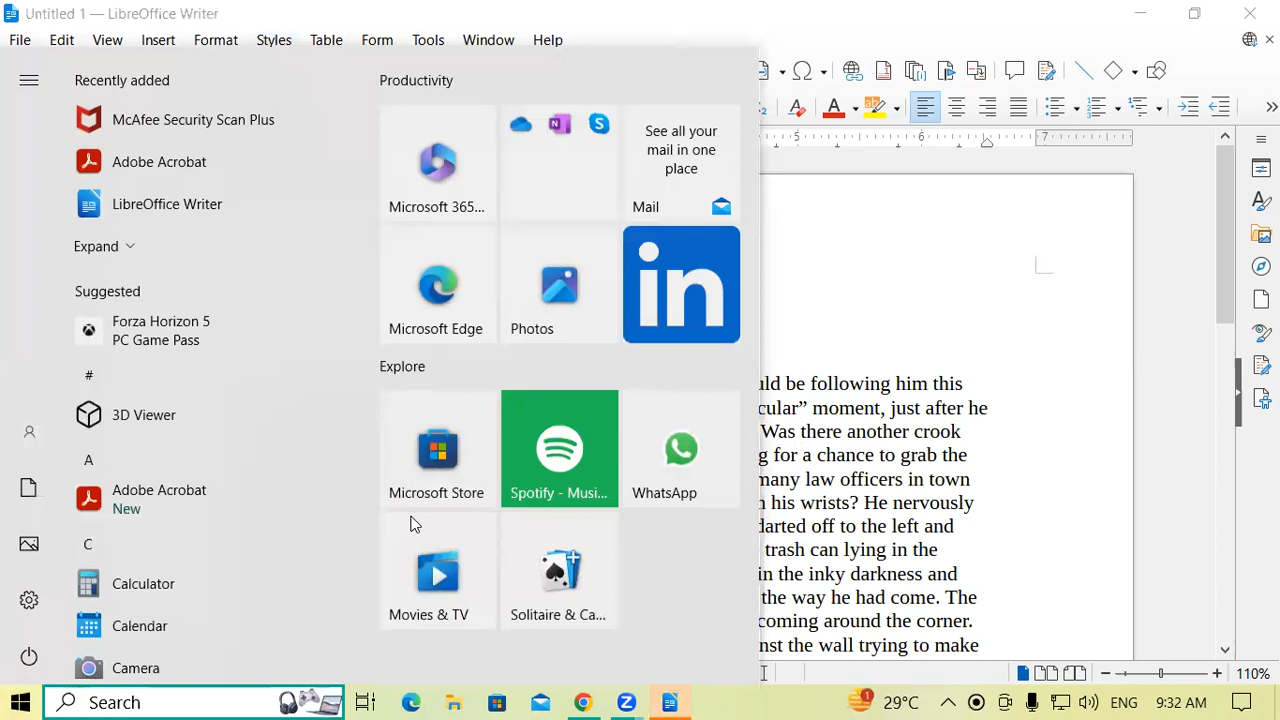 Untitled 1 — LibreOffice Writer
File Edit View Insert Format Styles Table Form Tools Window Help
Recently added
McAfee Security Scan Plus
Adobe Acrobat
LibreOffice Writer
Expand
Suggested
Forza Horizon 5
PC Game Pass
#
3D Viewer
A
Adobe Acrobat
New
C
Calculator
Calendar
Camera
Productivity
Microsoft 365...
See all your
mail in one
place
Mail
Microsoft Edge
Photos
in
Explore
Microsoft Store
Spotify - Musi...
WhatsApp
Movies & TV
Solitaire & Ca...
5 6 7
uld be following him this
cular” moment, just after he
Was there another crook
g for a chance to grab the
many law officers in town
n his wrists? He nervously
darted off to the left and
trash can lying in the
in the inky darkness and
the way he had come. The
coming around the corner.
nst the wall trying to make
110%
Search
1
29°C
ENG
9:32 AM